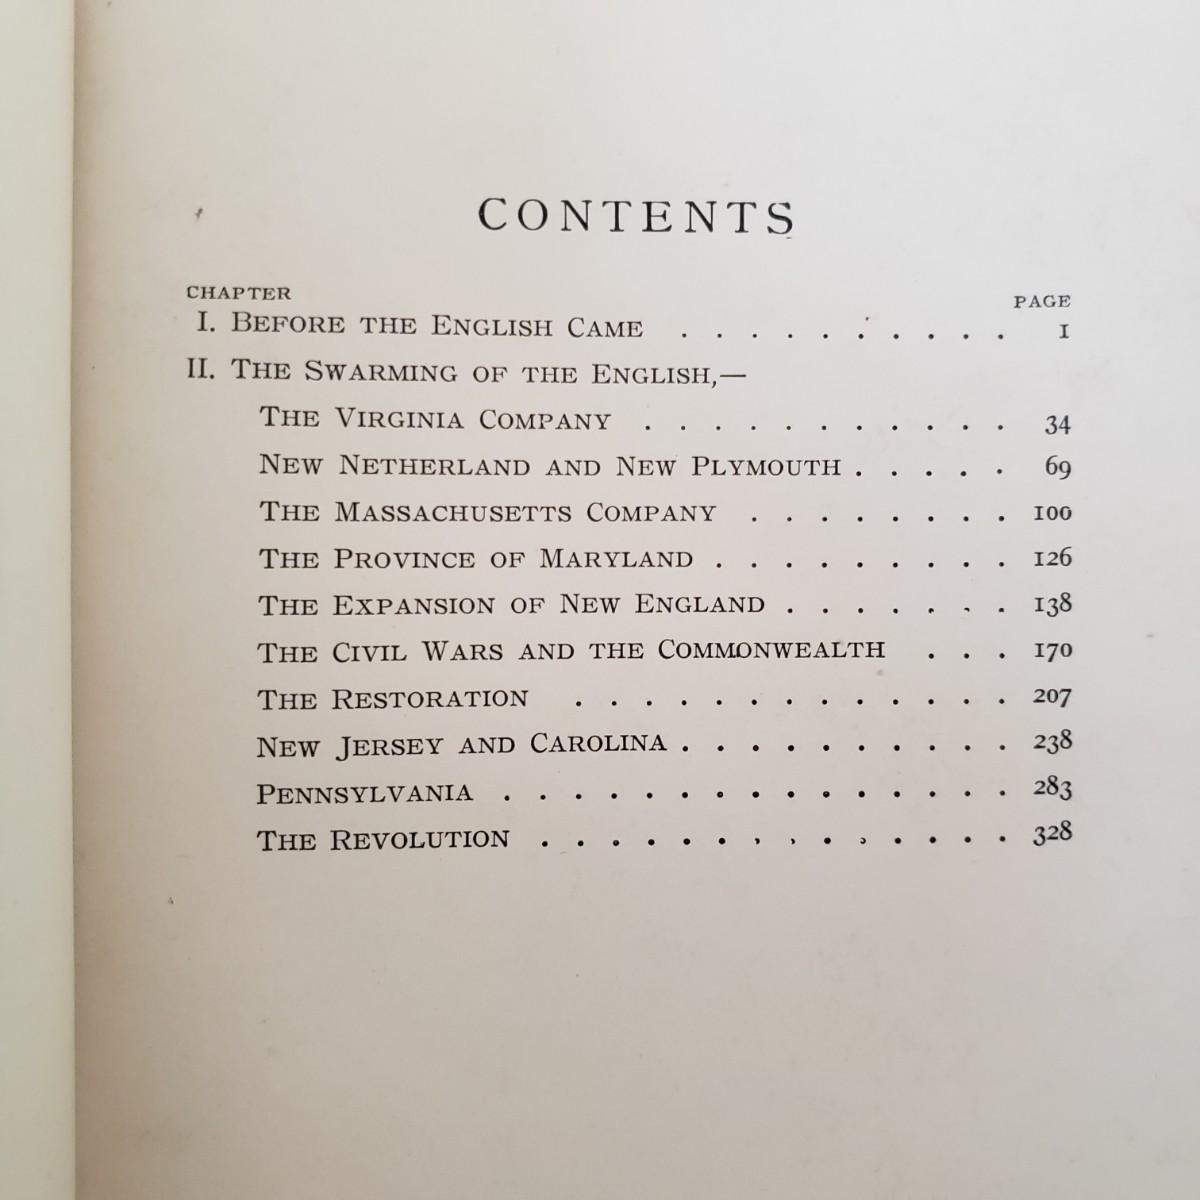 CONTENTS
CHAPTER PAGE
I. BEFORE THE ENGLISH CAME . . . . . . . . . . 1
II. THE SWARMING OF THE ENGLISH,—
THE VIRGINIA COMPANY . . . . . . . . . . . 34
NEW NETHERLAND AND NEW PLYMOUTH . . . . . 69
THE MASSACHUSETTS COMPANY . . . . . . . . 100
THE PROVINCE OF MARYLAND . . . . . . . . . 126
THE EXPANSION OF NEW ENGLAND . . . . . . . 138
THE CIVIL WARS AND THE COMMONWEALTH . . . 170
THE RESTORATION . . . . . . . . . . . . . 207
NEW JERSEY AND CAROLINA . . . . . . . . . . 238
PENNSYLVANIA . . . . . . . . . . . . . . . 283
THE REVOLUTION . . . . . . . . . . . . . . 328